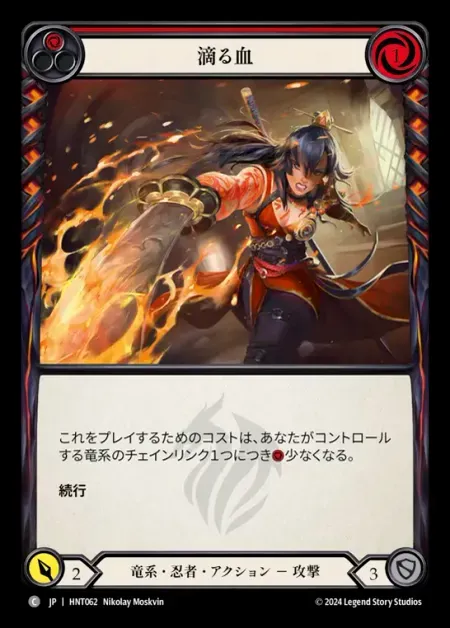 1
滴る血
これをプレイするためのコストは、あなたがコントロール
する竜系のチェインリンク1つにつき少なくなる。
続行
2
竜系・忍者・アクション － 攻撃
3
C JP | HNT062 Nikolay Moskvin
© 2024 Legend Story Studios